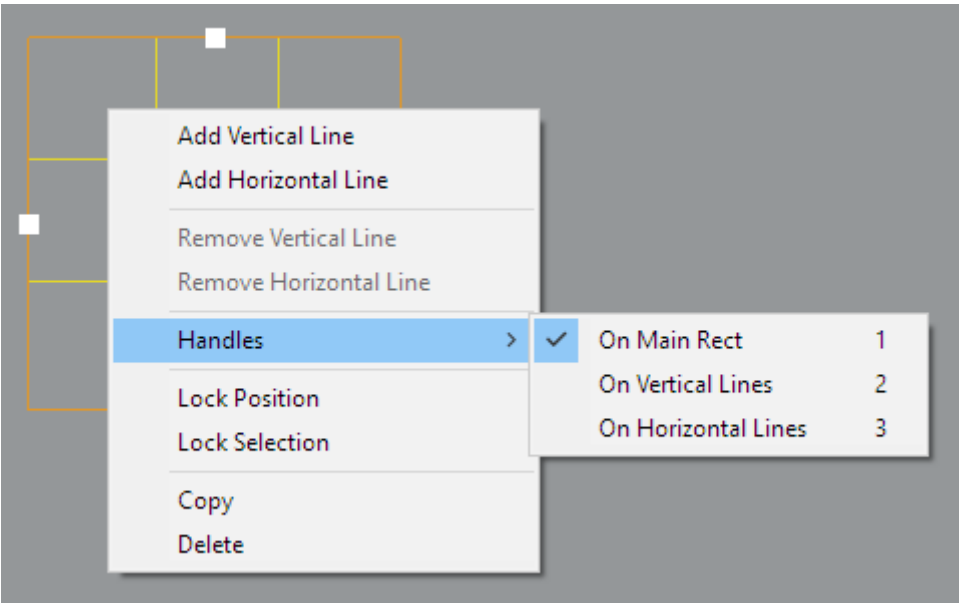 Add Vertical Line
Add Horizontal Line
Remove Vertical Line
Remove Horizontal Line
Handles
On Main Rect 1
On Vertical Lines 2
On Horizontal Lines 3
Lock Position
Lock Selection
Copy
Delete